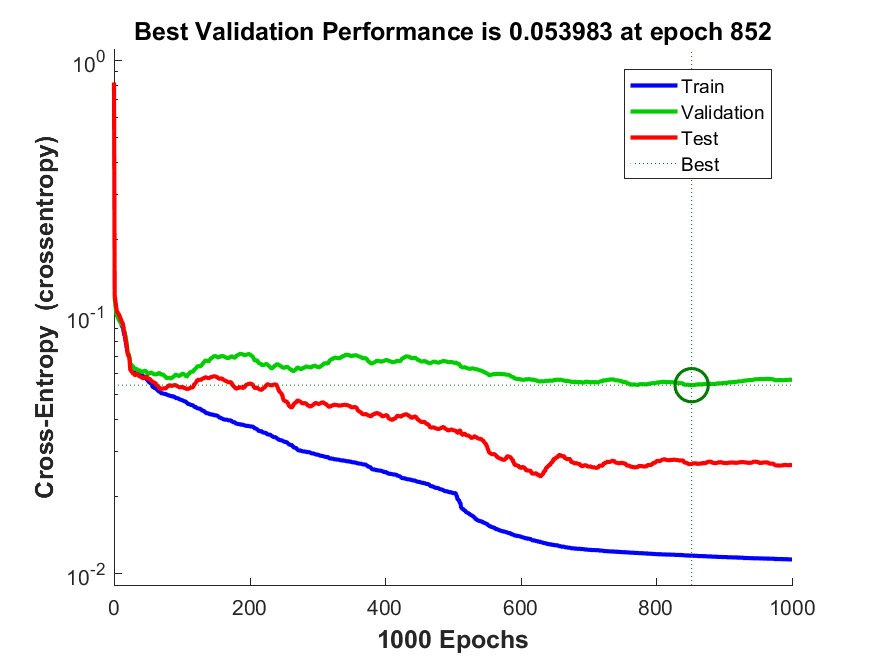 Best Validation Performance is 0.053983 at epoch 852
Cross-Entropy (crossentropy)
10^0
10^-1
10^-2
Train
Validation
Test
Best
0 200 400 600 800 1000
1000 Epochs